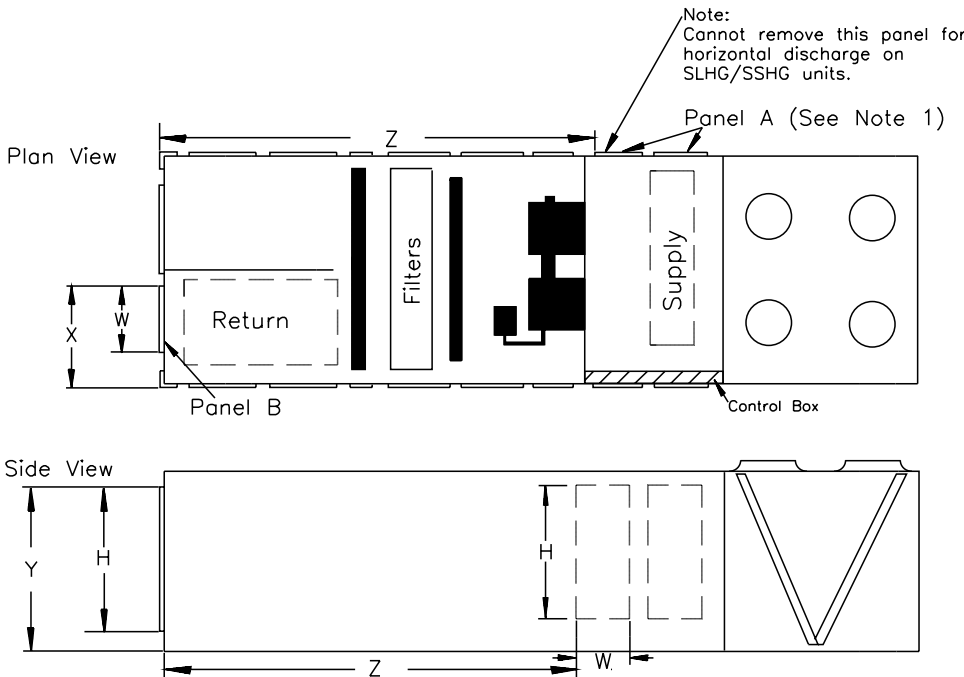 Note:
Cannot remove this panel for
horizontal discharge on
SLHG/SSHG units.
Panel A (See Note 1)
Z
Plan View
Filters
Supply
Return
X
W
Panel B
Control Box
Side View
Y
H
H
W.
Z